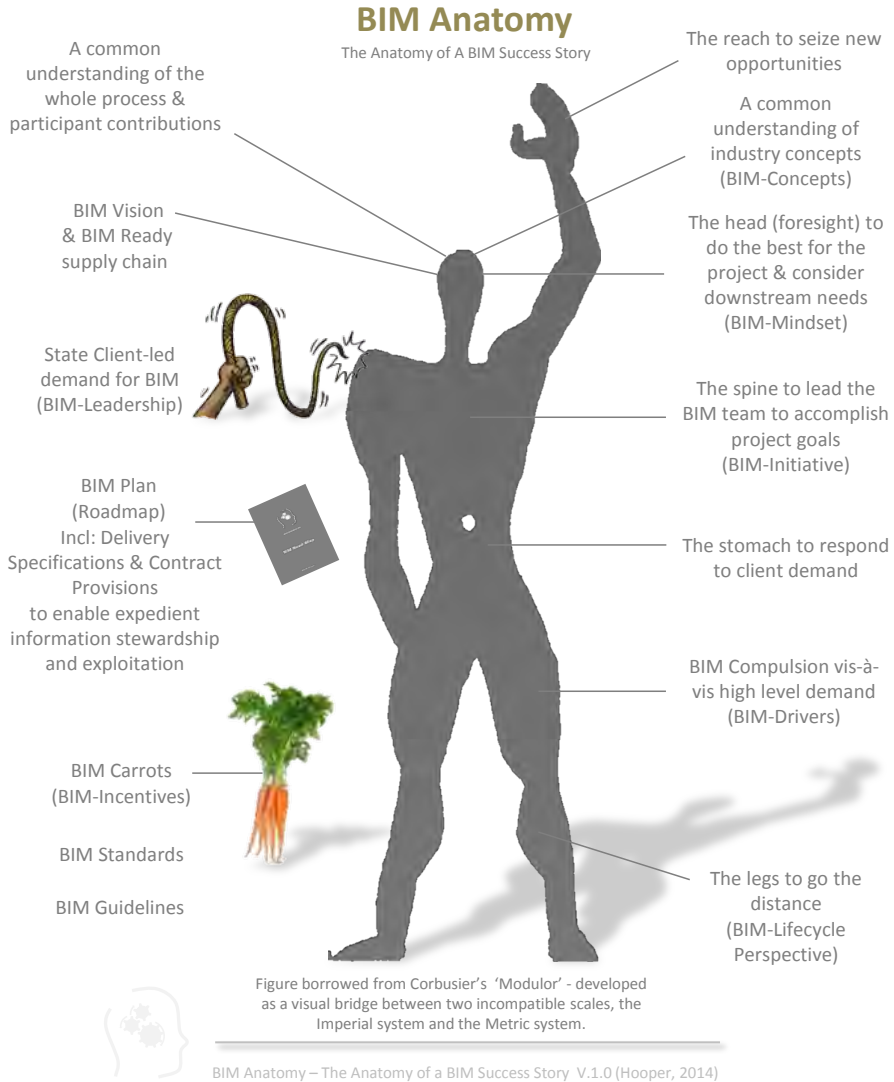 BIM Anatomy
The Anatomy of A BIM Success Story
A common
understanding of the
whole process &
participant contributions
BIM Vision
& BIM Ready
supply chain
State Client-led
demand for BIM
(BIM-Leadership)
BIM Plan
(Roadmap)
Incl: Delivery
Specifications & Contract
Provisions
to enable expedient
information stewardship
and exploitation
BIM Carrots
(BIM-Incentives)
BIM Standards
BIM Guidelines
The reach to seize new
opportunities
A common
understanding of
industry concepts
(BIM-Concepts)
The head (foresight) to
do the best for the
project & consider
downstream needs
(BIM-Mindset)
The spine to lead the
BIM team to accomplish
project goals
(BIM-Initiative)
The stomach to respond
to client demand
BIM Compulsion vis-à-
vis high level demand
(BIM-Drivers)
The legs to go the
distance
(BIM-Lifecycle
Perspective)
Figure borrowed from Corbusier's 'Modulor' - developed
as a visual bridge between two incompatible scales, the
Imperial system and the Metric system.
BIM Anatomy – The Anatomy of a BIM Success Story V.1.0 (Hooper, 2014)